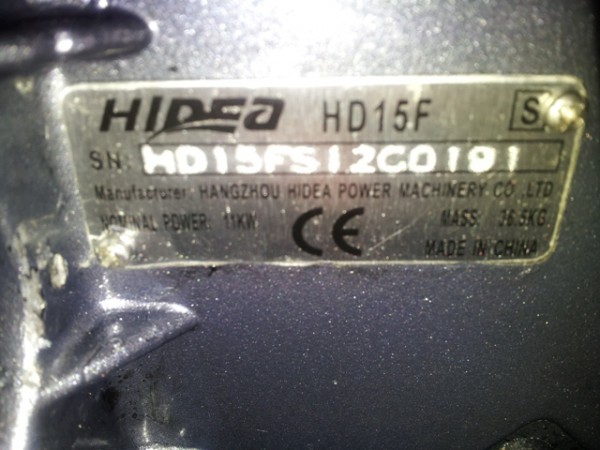 HIDEA HD15F S
SN: HD15FS12C0191
Manufacturer: HANGZHOU HIDEA POWER MACHINERY CO.,LTD
NOMINAL POWER: 11KW MASS: 36.5KG
CE MADE IN CHINA